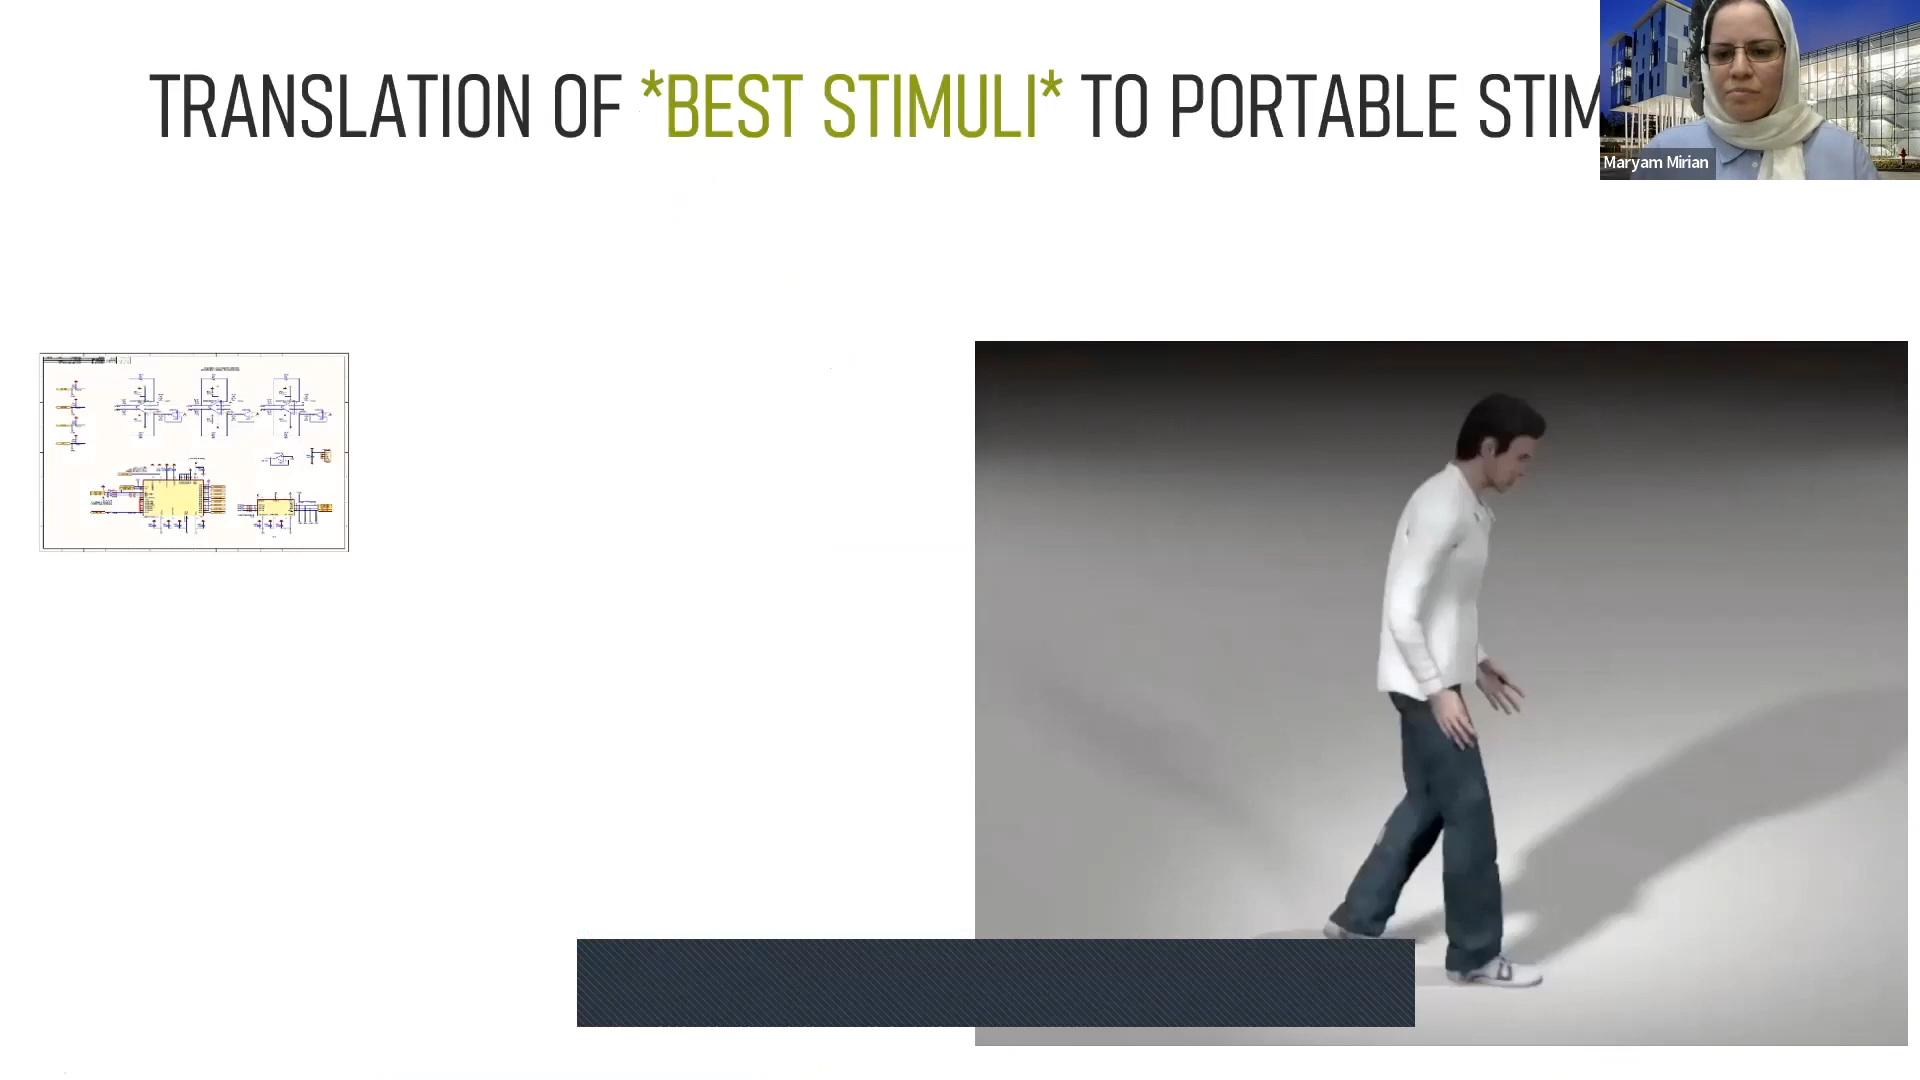 TRANSLATION OF *BEST STIMULI* TO PORTABLE STIM
Maryam Mirian